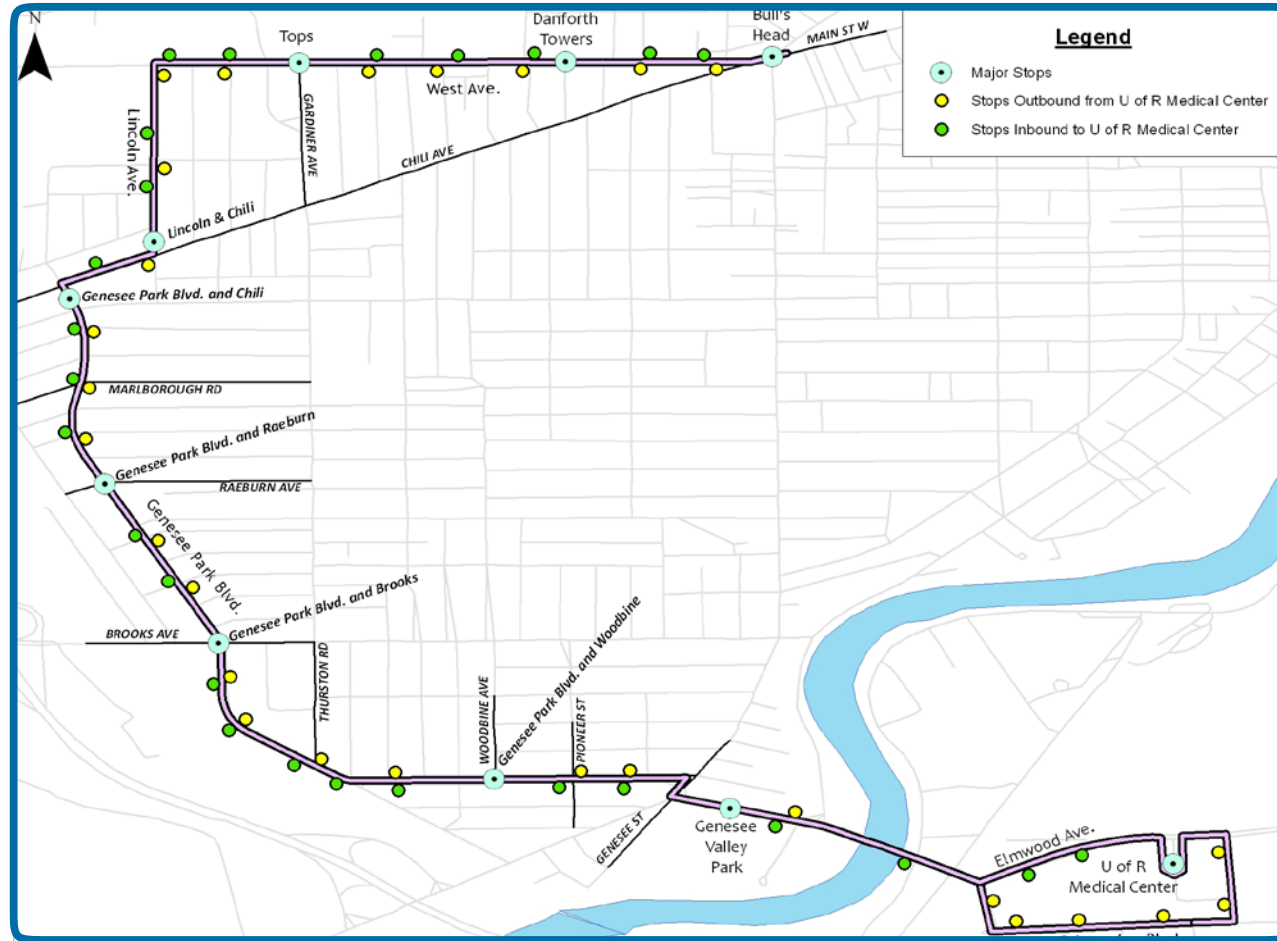 N
Tops
Danforth
Towers
Bull's
Head
MAIN ST W
Legend
Major Stops
Stops Outbound from U of R Medical Center
Stops Inbound to U of R Medical Center
West Ave.
Lincoln Ave.
GARDINER AVE
CHILI AVE
Lincoln & Chili
Genesee Park Blvd. and Chili
MARLBOROUGH RD
Genesee Park Blvd. and Raeburn
RAEBURN AVE
Genesee Park Blvd.
Genesee Park Blvd. and Brooks
BROOKS AVE
THURSTON RD
WOODBINE AVE
Genesee Park Blvd. and Woodbine
PIONEER ST
GENESEE ST
Genesee
Valley
Park
Elmwood Ave.
U of R
Medical Center